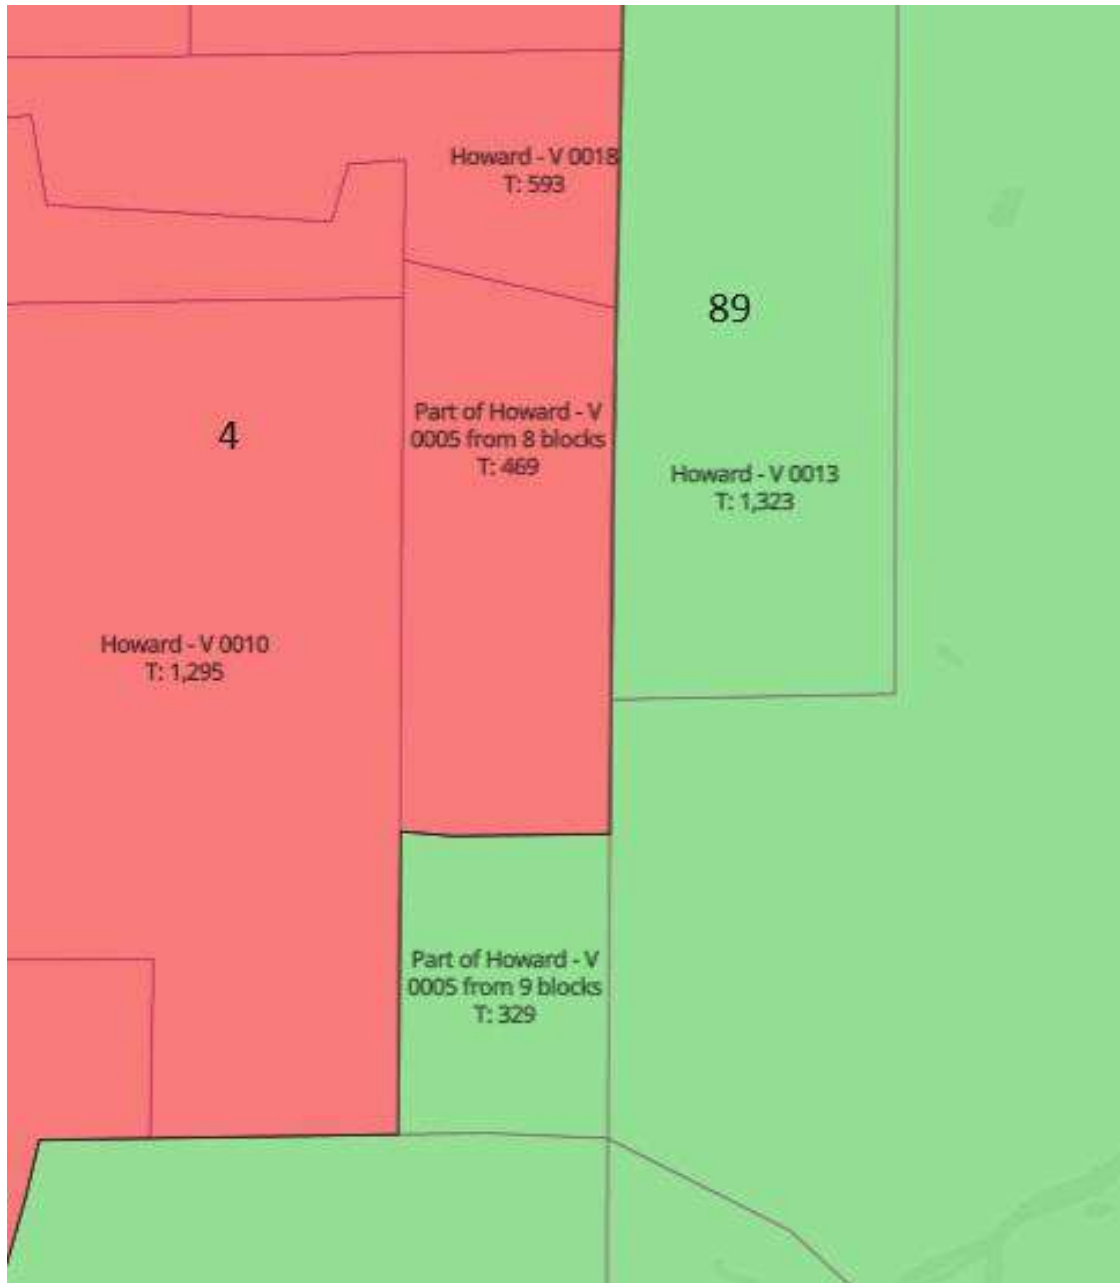 Howard - V 0018
T: 593
89
Part of Howard - V
0005 from 8 blocks
T: 469
4
Howard - V 0013
T: 1,323
Howard - V 0010
T: 1,295
Part of Howard - V
0005 from 9 blocks
T: 329